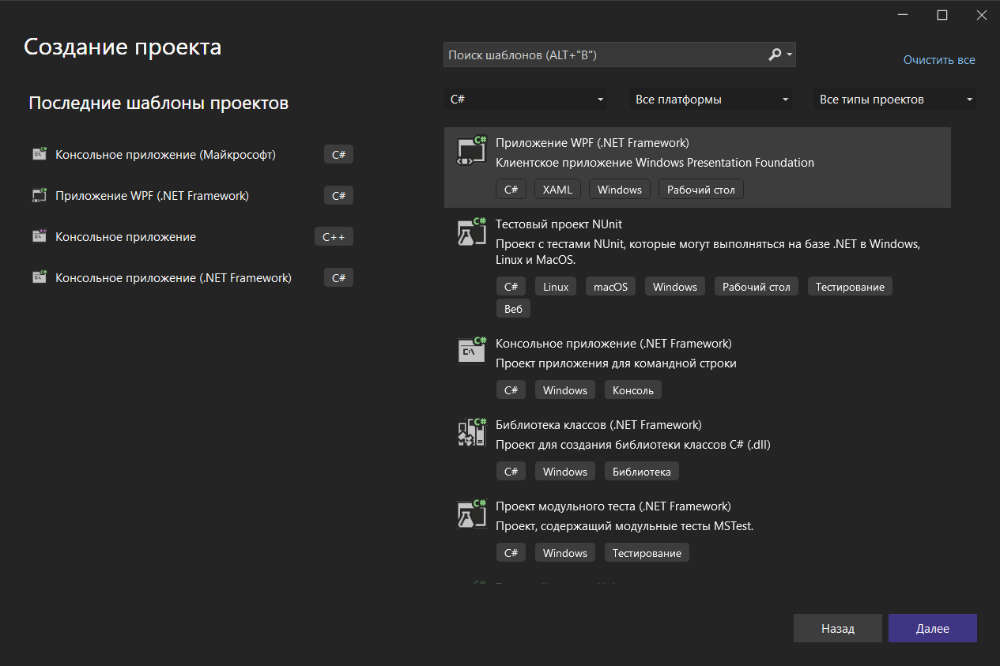 Создание проекта
Поиск шаблонов (ALT+"В")
Очистить все
Последние шаблоны проектов
C#
Все платформы
Все типы проектов
Консольное приложение (Майкрософт)
C#
Приложение WPF (.NET Framework)
C#
Консольное приложение
C++
Консольное приложение (.NET Framework)
C#
Приложение WPF (.NET Framework)
Клиентское приложение Windows Presentation Foundation
C# XAML Windows Рабочий стол
Тестовый проект NUnit
Проект с тестами NUnit, которые могут выполняться на базе .NET в Windows,
Linux и MacOS.
C# Linux macOS Windows Рабочий стол Тестирование
Веб
Консольное приложение (.NET Framework)
Проект приложения для командной строки
C# Windows Консоль
Библиотека классов (.NET Framework)
Проект для создания библиотеки классов C# (.dll)
C# Windows Библиотека
Проект модульного теста (.NET Framework)
Проект, содержащий модульные тесты MSTest.
C# Windows Тестирование
Назад
Далее